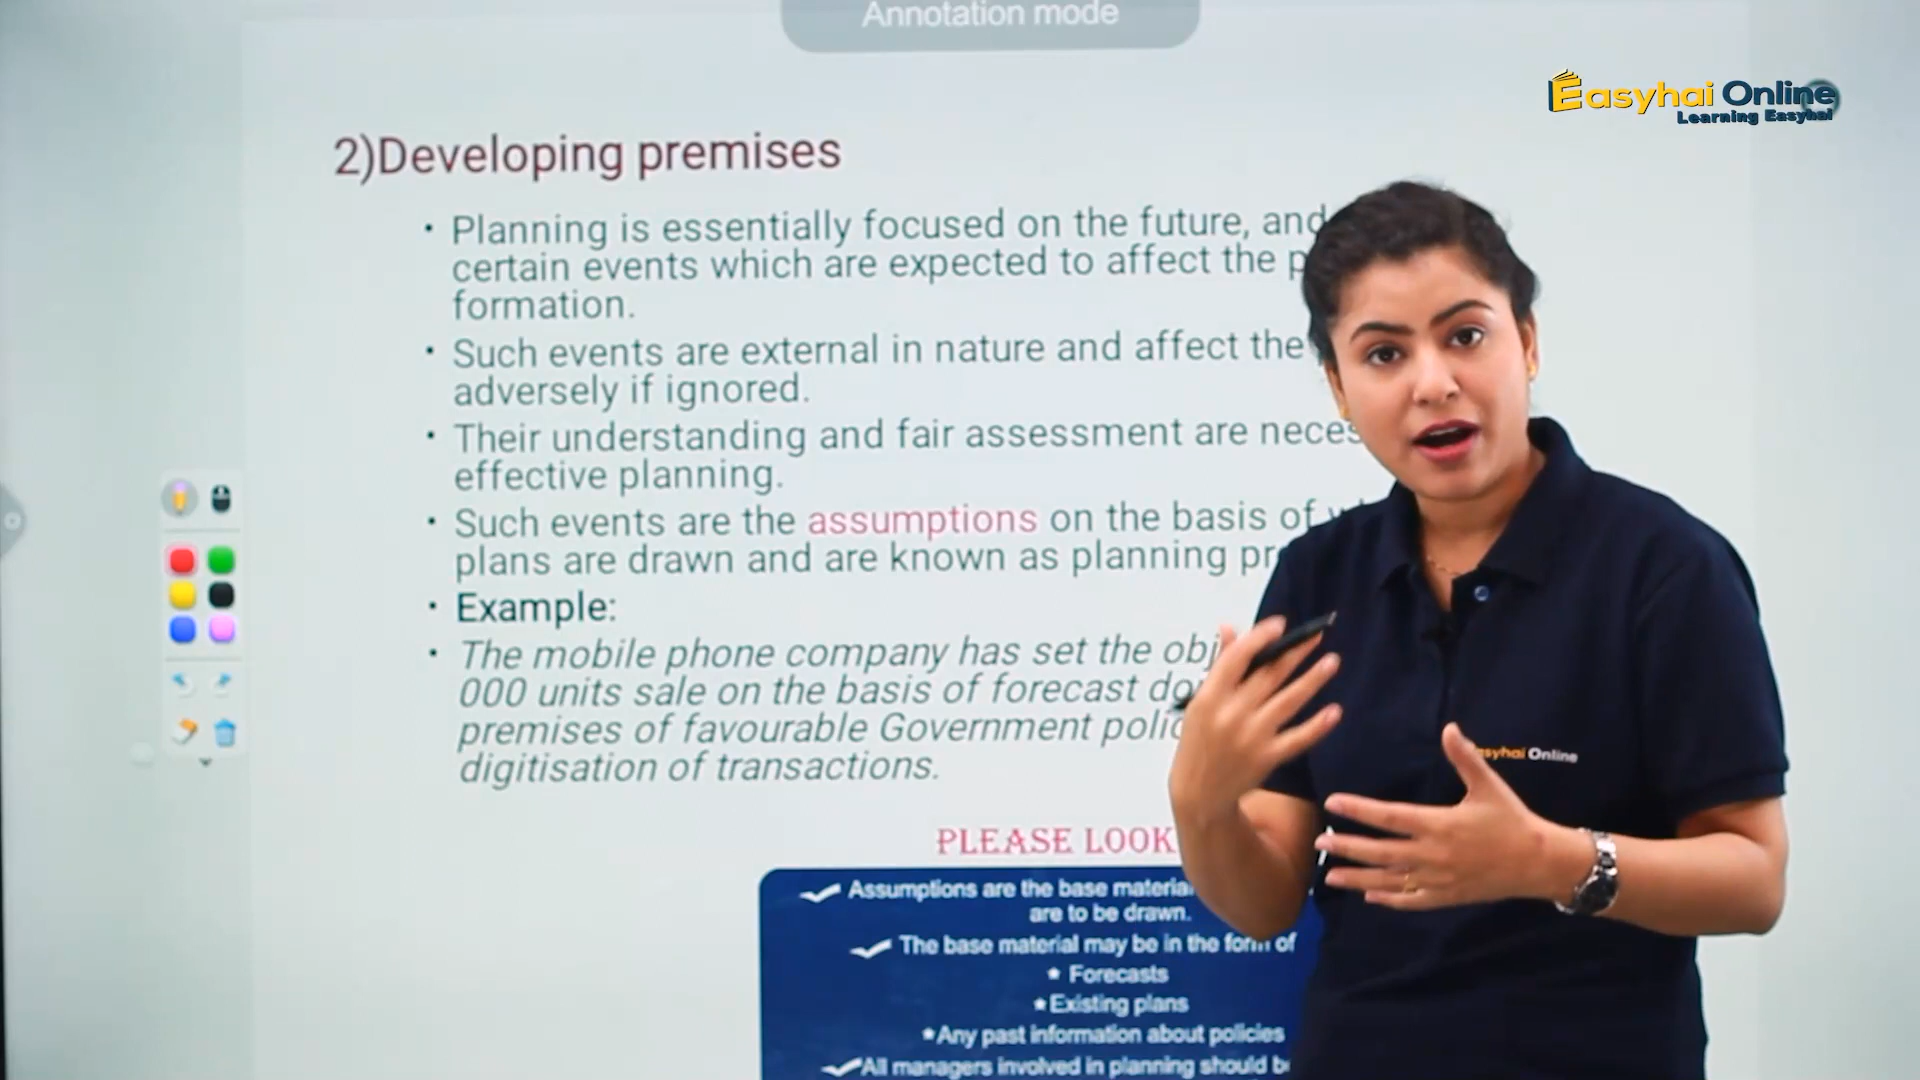 Annotation mode
Easyhai Online
Learning Easyhai
2)Developing premises
• Planning is essentially focused on the future, and
certain events which are expected to affect the
formation.
• Such events are external in nature and affect the
adversely if ignored.
• Their understanding and fair assessment are
effective planning.
• Such events are the assumptions on the basis of
plans are drawn and are known as planning
• Example:
• The mobile phone company has set the
000 units sale on the basis of forecast
premises of favourable Government
digitisation of transactions.
PLEASE LOOK
Assumptions are the base material
are to be drawn.
The base material may be in the form of
Forecasts
Existing plans
Any past information about policies
All managers involved in planning should
Online